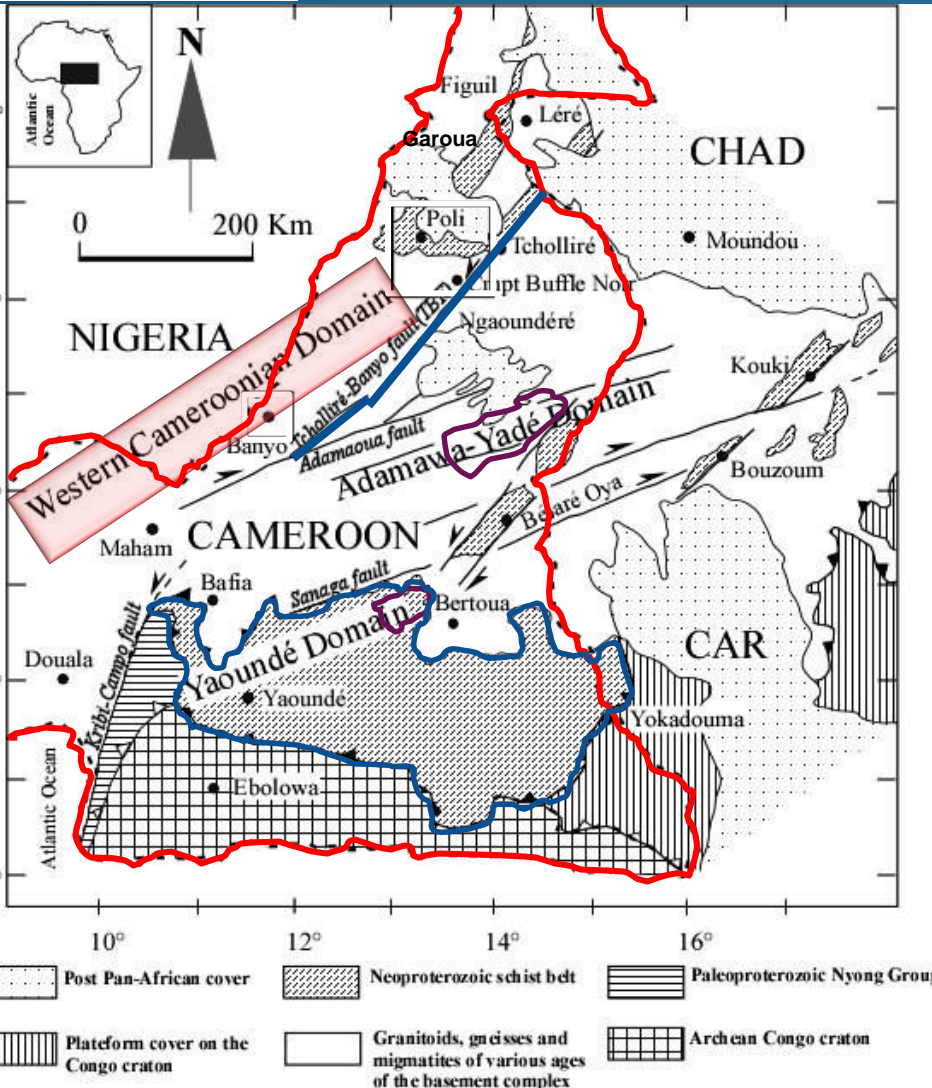 Atlantic
Ocean
N
0 200 Km
Figuil
Léré
Garoua
CHAD
Poli
Moundou
Tcholliré
Buffle Noir
NIGERIA
Ngaoundéré
Western Cameroonian Domain
Tcholliré-Banyo fault
Kouki
Banyo
Adamaoua fault
Adamawa-Yadé Domain
Bouzoum
Bétaré Oya
Maham
CAMEROON
Sanaga fault
Bafia
Bertoua
Kribi-Campo fault
Yaoundé Domain
CAR
Douala
Yaoundé
Yokadouma
Ebolowa
Atlantic Ocean
10° 12° 14° 16°
Post Pan-African cover
Neoproterozoic schist belt
Paleoproterozoic Nyong Group
Plateform cover on the
Congo craton
Granitoids, gneisses and
migmatites of various ages
of the basement complex
Archean Congo craton